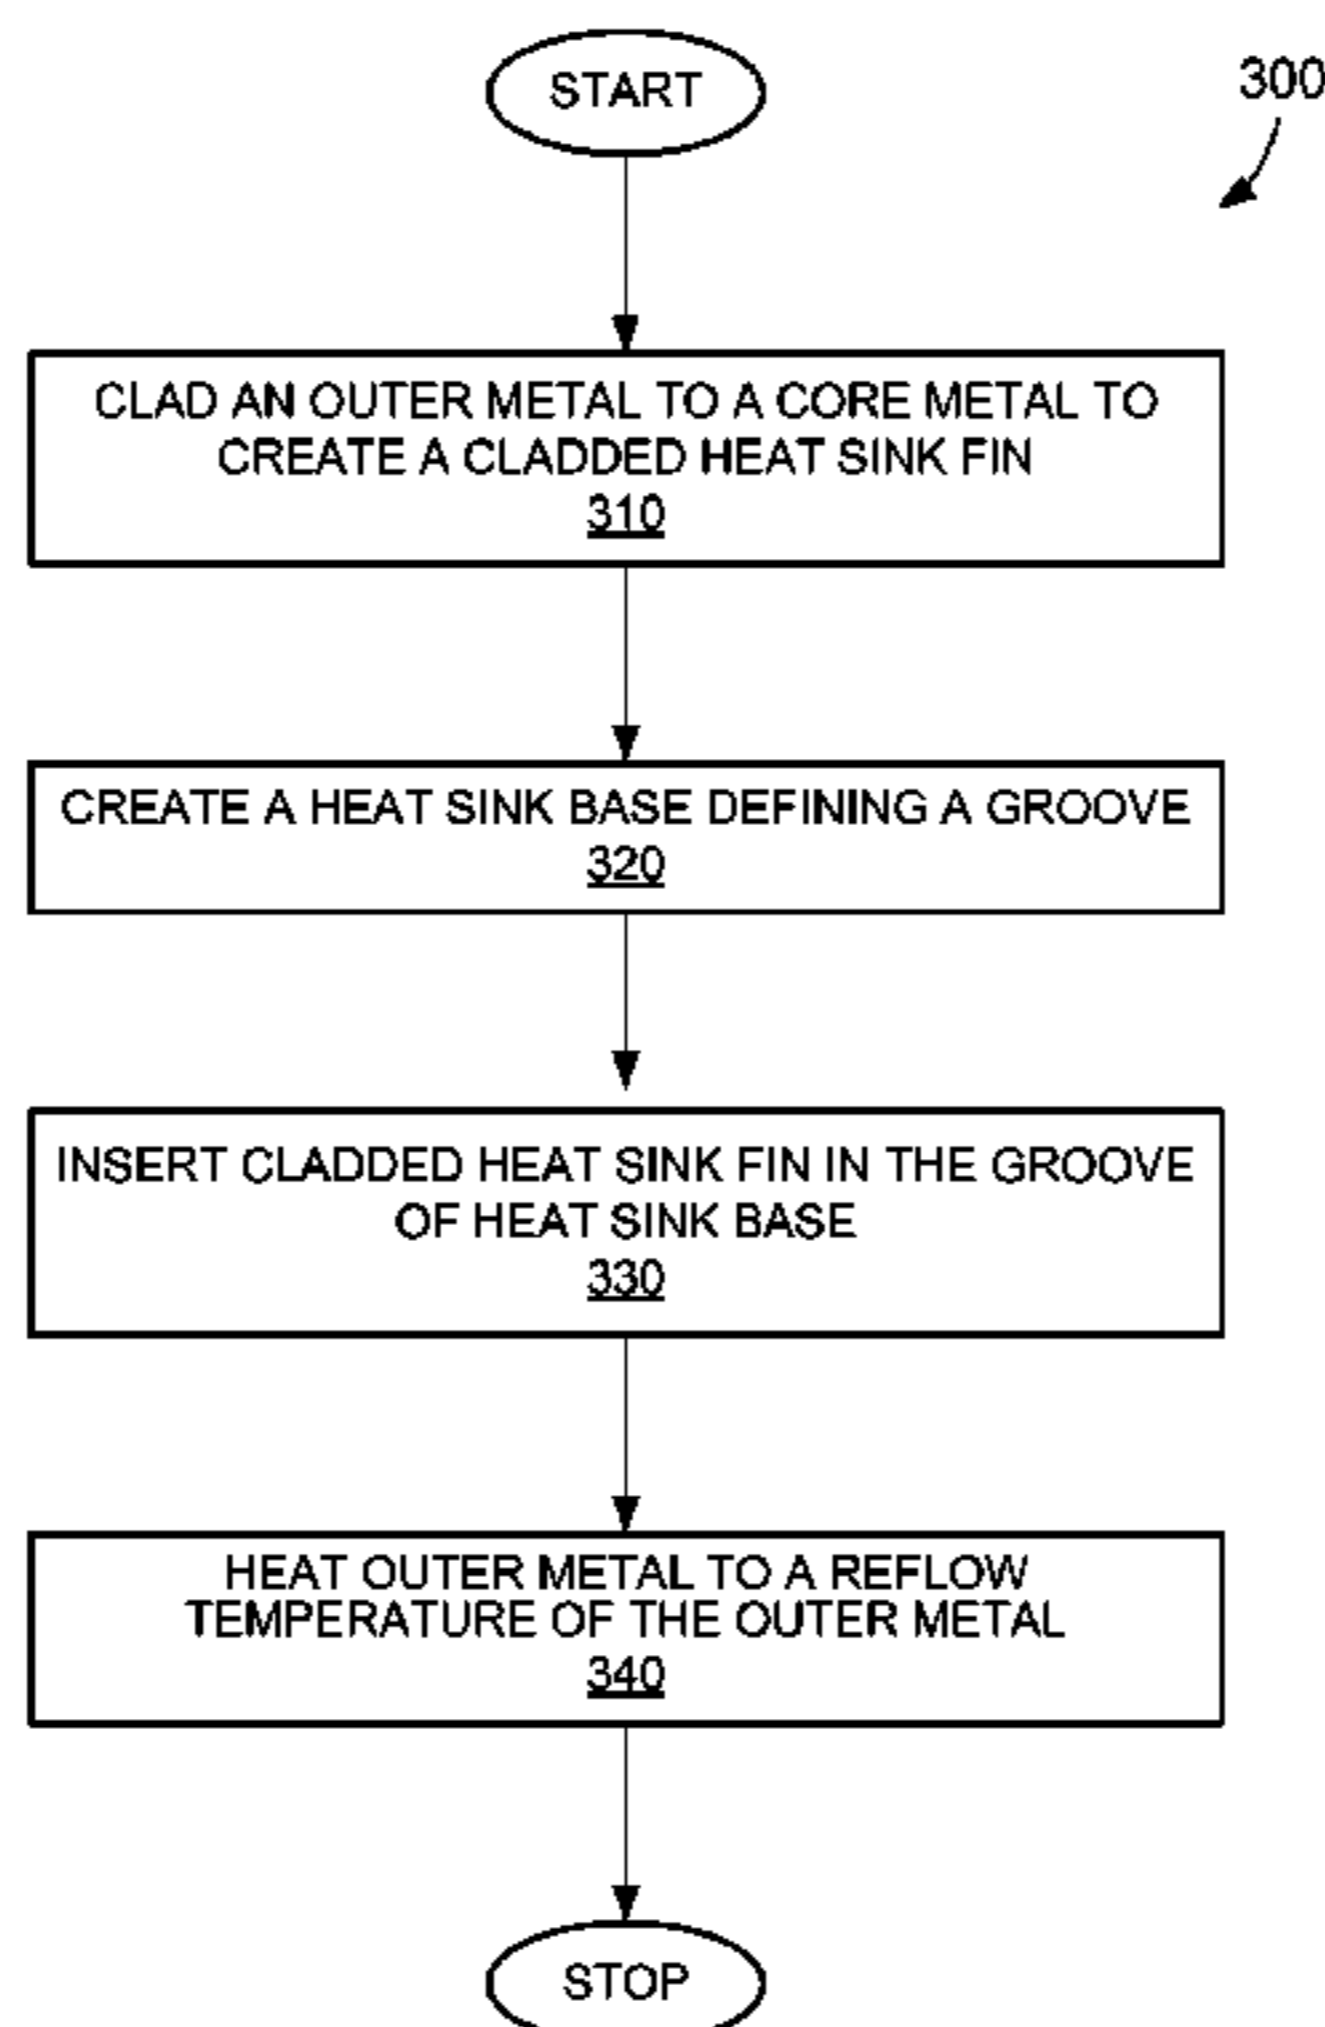 START
300
CLAD AN OUTER METAL TO A CORE METAL TO
CREATE A CLADDED HEAT SINK FIN
310
CREATE A HEAT SINK BASE DEFINING A GROOVE
320
INSERT CLADDED HEAT SINK FIN IN THE GROOVE
OF HEAT SINK BASE
330
HEAT OUTER METAL TO A REFLOW
TEMPERATURE OF THE OUTER METAL
340
STOP